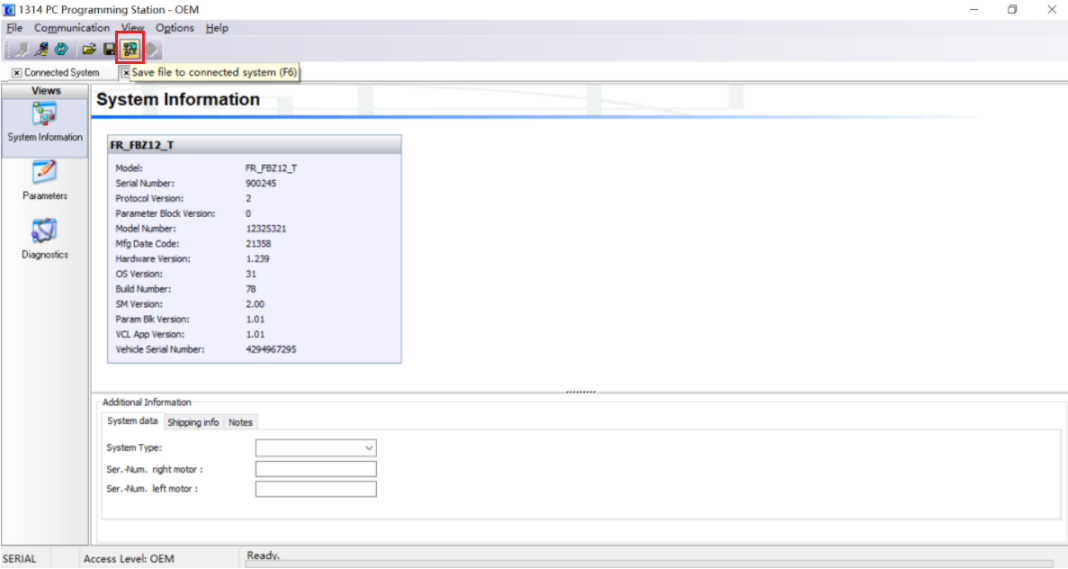 1314 PC Programming Station - OEM
File Communication View Options Help
Connected System
Save file to connected system (F6)
Views
System Information
Parameters
Diagnostics
System Information
FR_FBZ12_T
Model: FR_FBZ12_T
Serial Number: 900245
Protocol Version: 2
Parameter Block Version: 0
Model Number: 12325321
Mfg Date Code: 21358
Hardware Version: 1.239
OS Version: 31
Build Number: 78
SM Version: 2.00
Param Blk Version: 1.01
VCL App Version: 1.01
Vehicle Serial Number: 4294967295
Additional Information
System data Shipping info Notes
System Type:
Ser.-Num. right motor :
Ser.-Num. left motor :
SERIAL Access Level: OEM Ready.